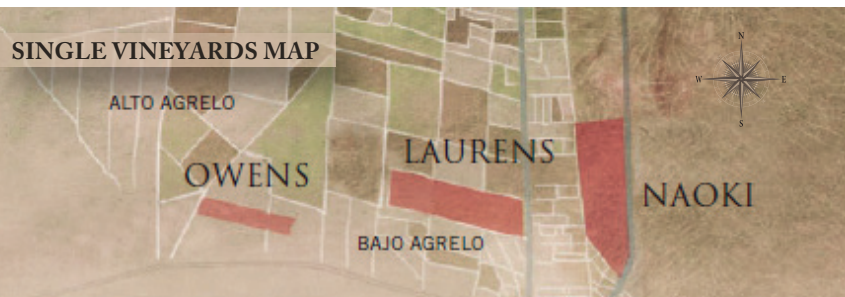 SINGLE VINEYARDS MAP
N
W E
S
ALTO AGRELO
OWENS
LAURENS
NAOKI
BAJO AGRELO